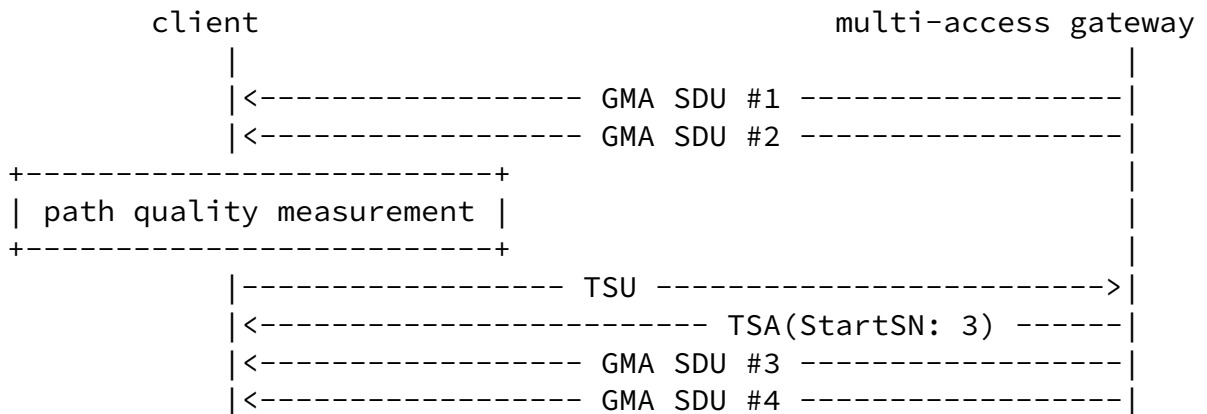 client multi-access gateway
| |
|<------------------ GMA SDU #1 ------------------|
|<------------------ GMA SDU #2 ------------------|
+--------------------------+ |
| path quality measurement | |
+--------------------------+ |
|------------------ TSU ------------------------->|
|<------------------------- TSA(StartSN: 3) ------|
|<------------------ GMA SDU #3 ------------------|
|<------------------ GMA SDU #4 ------------------|